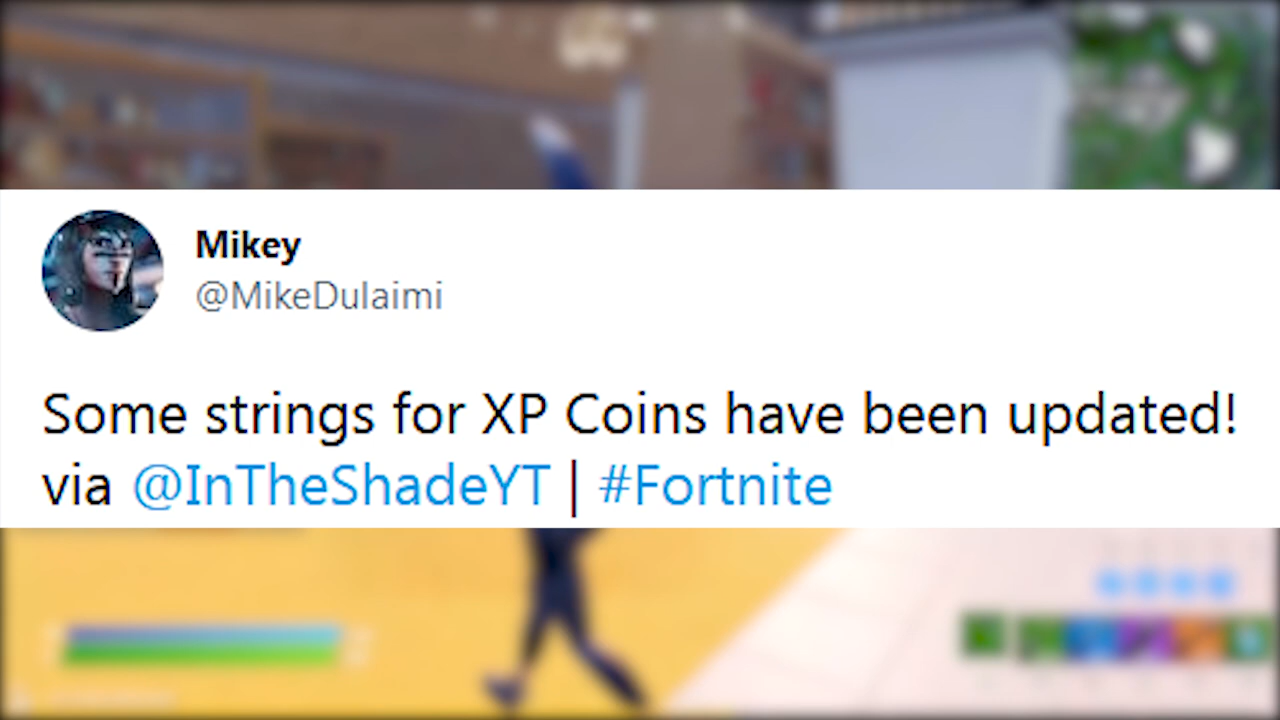 Mikey
@MikeDulaimi
Some strings for XP Coins have been updated!
via @InTheShadeYT | #Fortnite